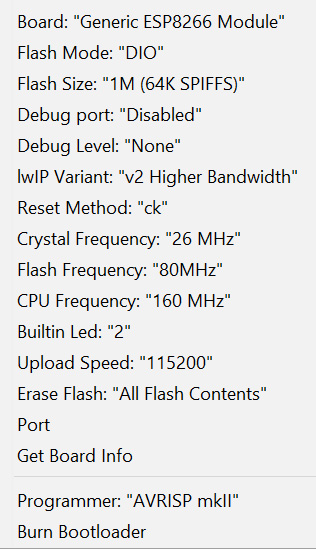 Board: "Generic ESP8266 Module"
Flash Mode: "DIO"
Flash Size: "1M (64K SPIFFS)"
Debug port: "Disabled"
Debug Level: "None"
lwIP Variant: "v2 Higher Bandwidth"
Reset Method: "ck"
Crystal Frequency: "26 MHz"
Flash Frequency: "80MHz"
CPU Frequency: "160 MHz"
Builtin Led: "2"
Upload Speed: "115200"
Erase Flash: "All Flash Contents"
Port
Get Board Info
Programmer: "AVRISP mkII"
Burn Bootloader